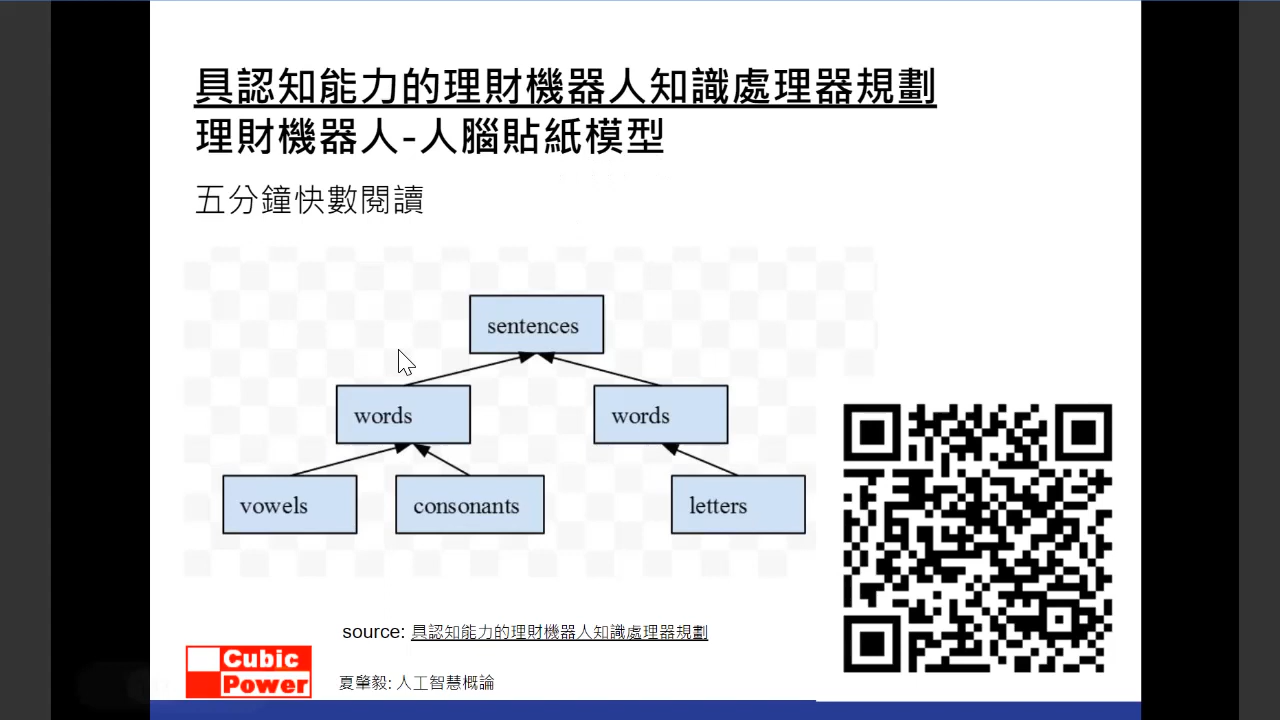 具認知能力的理財機器人知識處理器規劃
理財機器人-人腦貼紙模型
五分鐘快數閱讀
sentences
words
words
vowels
consonants
letters
source: 具認知能力的理財機器人知識處理器規劃
Cubic
Power
夏肇毅: 人工智慧概論